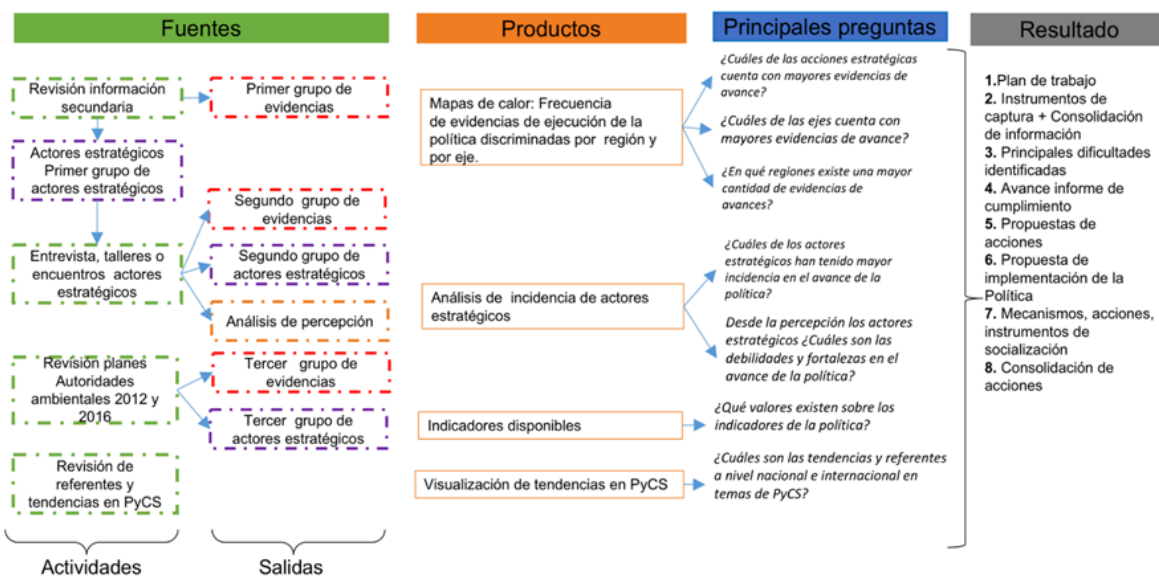 Fuentes
Productos
Principales preguntas
Resultado
Revisión información
secundaria
Primer grupo de
evidencias
Actores estratégicos
Primer grupo de
actores estratégicos
Segundo grupo de
evidencias
Entrevista, talleres o
encuentros actores
estratégicos
Segundo grupo de
actores estratégicos
Análisis de percepción
Revisión planes
Autoridades
ambientales 2012 y
2016
Tercer grupo de
evidencias
Tercer grupo de
actores estratégicos
Revisión de
referentes y
tendencias en PyCS
Actividades
Salidas
Mapas de calor: Frecuencia
de evidencias de ejecución de la
política discriminadas por región y
por eje.
Análisis de incidencia de actores
estratégicos
Indicadores disponibles
Visualización de tendencias en PyCS
¿Cuáles de las acciones estratégicas
cuenta con mayores evidencias de
avance?
¿Cuáles de las ejes cuenta con
mayores evidencias de avance?
¿En qué regiones existe una mayor
cantidad de evidencias de
avances?
¿Cuáles de los actores
estratégicos han tenido mayor
incidencia en el avance de la
política?
Desde la percepción los actores
estratégicos ¿Cuáles son las
debilidades y fortalezas en el
avance de la política?
¿Qué valores existen sobre los
indicadores de la política?
¿Cuáles son las tendencias y referentes
a nivel nacional e internacional en
temas de PyCS?
1.Plan de trabajo
2. Instrumentos de
captura + Consolidación
de información
3. Principales dificultades
identificadas
4. Avance informe de
cumplimiento
5. Propuestas de
acciones
6. Propuesta de
implementación de la
Política
7. Mecanismos, acciones,
instrumentos de
socialización
8. Consolidación de
acciones